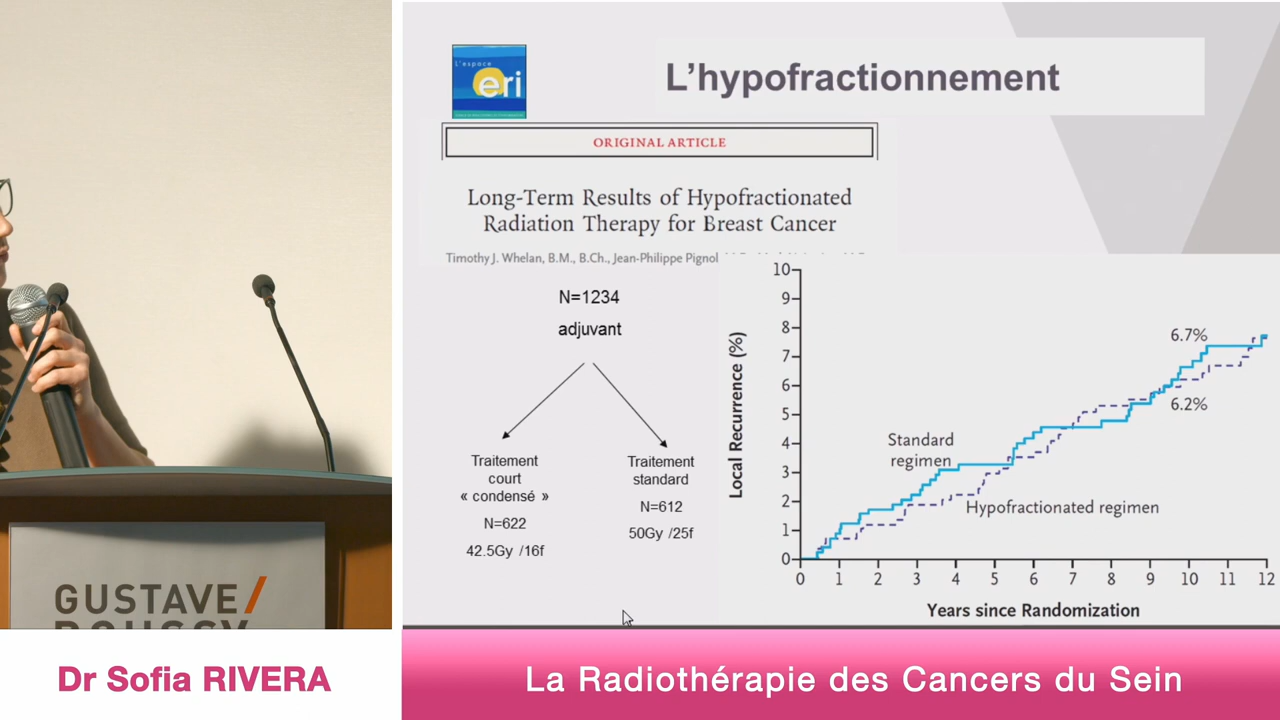 L'espace
eri
L'hypofractionnement
ORIGINAL ARTICLE
Long-Term Results of Hypofractionated
Radiation Therapy for Breast Cancer
Timothy J. Whelan, B.M., B.Ch., Jean-Philippe Pignol
N=1234
adjuvant
Traitement
court
« condensé »
N=622
42.5Gy /16f
Traitement
standard
N=612
50Gy /25f
Local Recurrence (%)
10
9
8
7
6
5
4
3
2
1
0
6.7%
6.2%
Standard
regimen
Hypofractionated regimen
0 1 2 3 4 5 6 7 8 9 10 11 12
Years since Randomization
GUSTAVE/
ROUSSY
Dr Sofia RIVERA
La Radiothérapie des Cancers du Sein